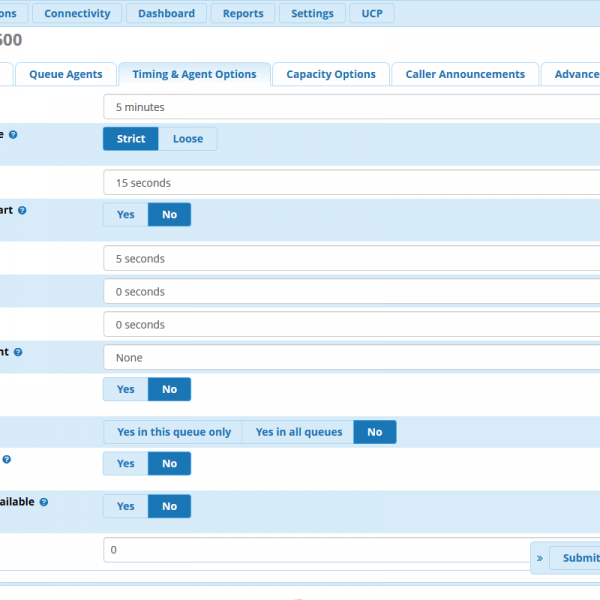 ons Connectivity Dashboard Reports Settings UCP
500
Queue Agents Timing & Agent Options Capacity Options Caller Announcements Advance
5 minutes
e ?
Strict Loose
15 seconds
art ?
Yes No
5 seconds
0 seconds
0 seconds
nt ?
None
Yes No
Yes in this queue only Yes in all queues No
?
Yes No
ailable ?
Yes No
0
» Submit